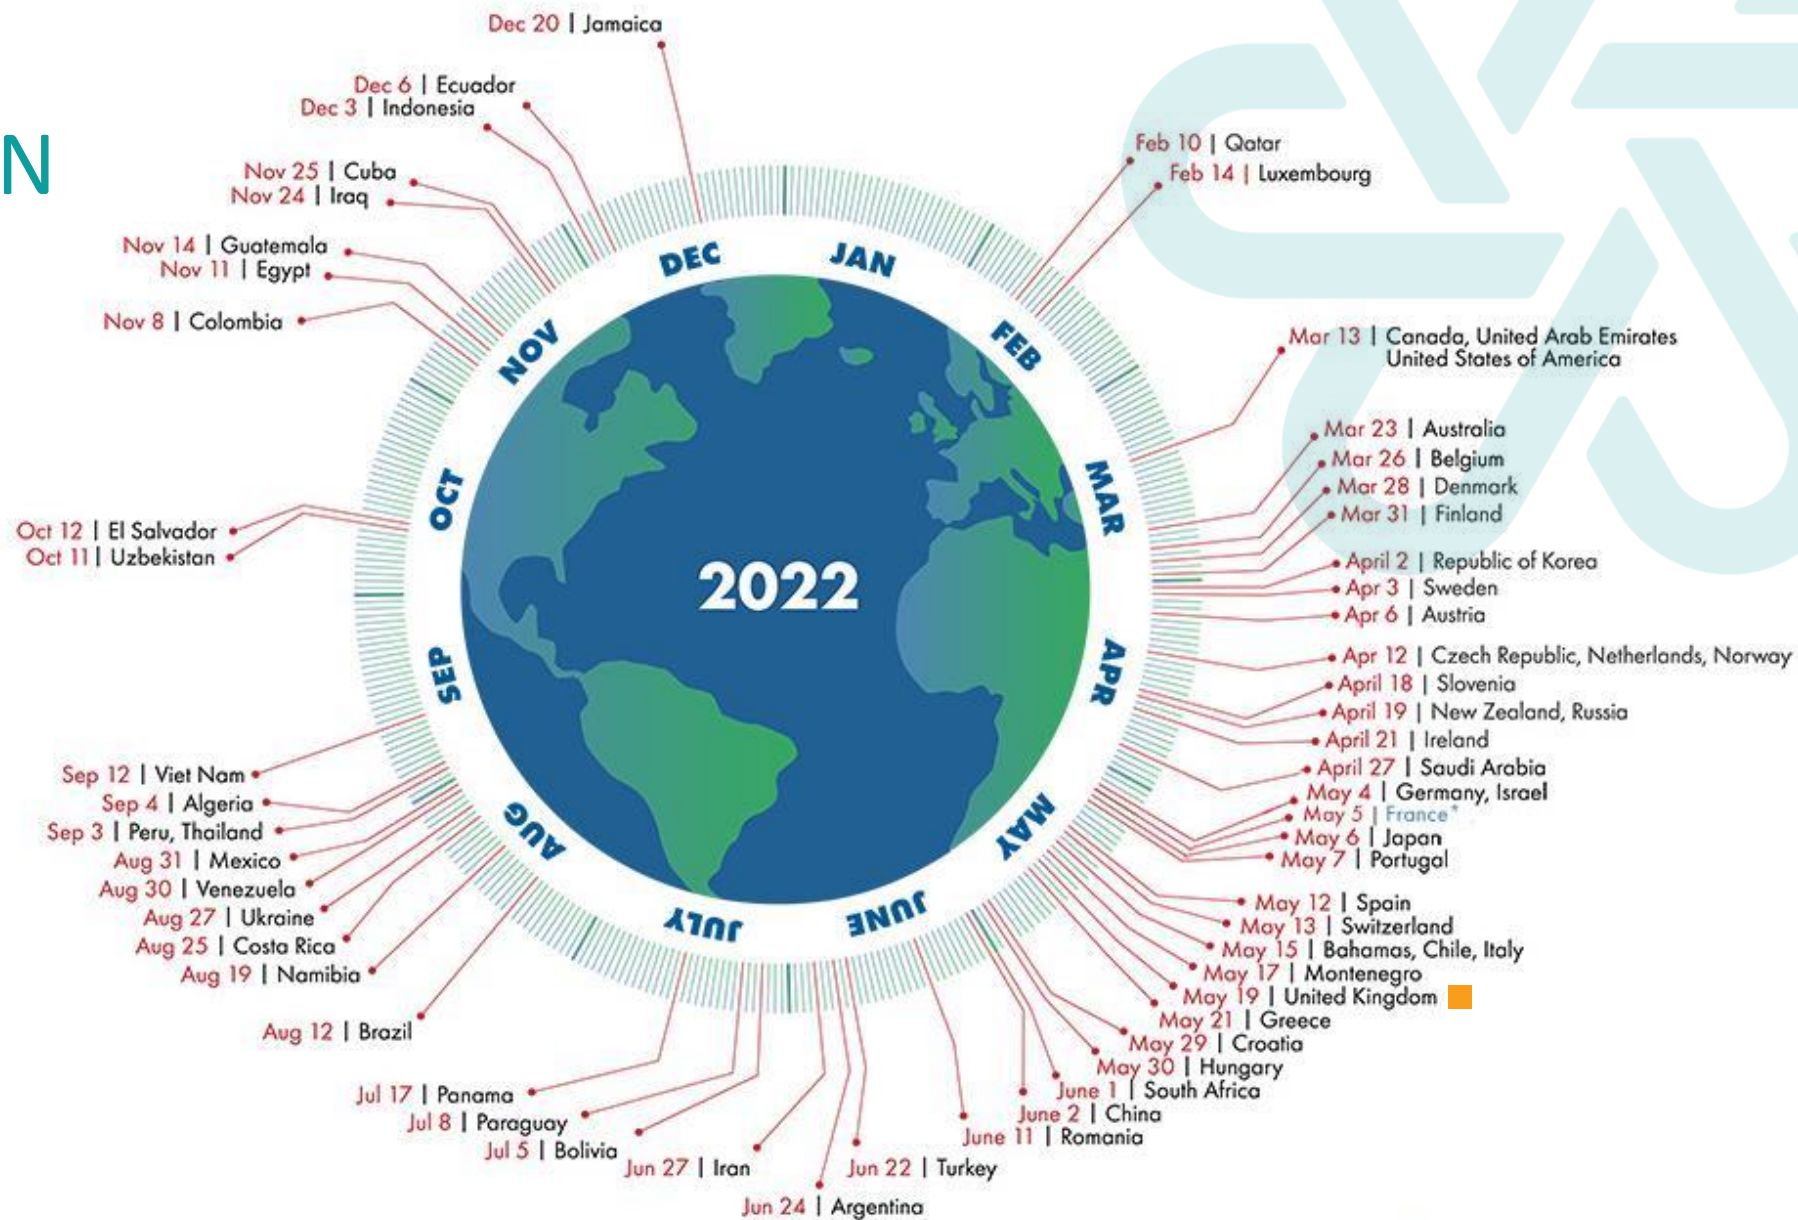 N
Dec 20 | Jamaica
Dec 6 | Ecuador
Dec 3 | Indonesia
Nov 25 | Cuba
Nov 24 | Iraq
Nov 14 | Guatemala
Nov 11 | Egypt
Nov 8 | Colombia
Oct 12 | El Salvador
Oct 11 | Uzbekistan
Sep 12 | Viet Nam
Sep 4 | Algeria
Sep 3 | Peru, Thailand
Aug 31 | Mexico
Aug 30 | Venezuela
Aug 27 | Ukraine
Aug 25 | Costa Rica
Aug 19 | Namibia
Aug 12 | Brazil
Jul 17 | Panama
Jul 8 | Paraguay
Jul 5 | Bolivia
Jun 27 | Iran
Jun 24 | Argentina
Jun 22 | Turkey
Feb 10 | Qatar
Feb 14 | Luxembourg
Mar 13 | Canada, United Arab Emirates
United States of America
Mar 23 | Australia
Mar 26 | Belgium
Mar 28 | Denmark
Mar 31 | Finland
April 2 | Republic of Korea
Apr 3 | Sweden
Apr 6 | Austria
Apr 12 | Czech Republic, Netherlands, Norway
April 18 | Slovenia
April 19 | New Zealand, Russia
April 21 | Ireland
April 27 | Saudi Arabia
May 4 | Germany, Israel
May 5 | France*
May 6 | Japan
May 7 | Portugal
May 12 | Spain
May 13 | Switzerland
May 15 | Bahamas, Chile, Italy
May 17 | Montenegro
May 19 | United Kingdom
May 21 | Greece
May 29 | Croatia
May 30 | Hungary
June 1 | South Africa
June 2 | China
June 11 | Romania
JAN
FEB
MAR
APR
MAY
JUNE
JULY
AUG
SEP
OCT
NOV
DEC
2022